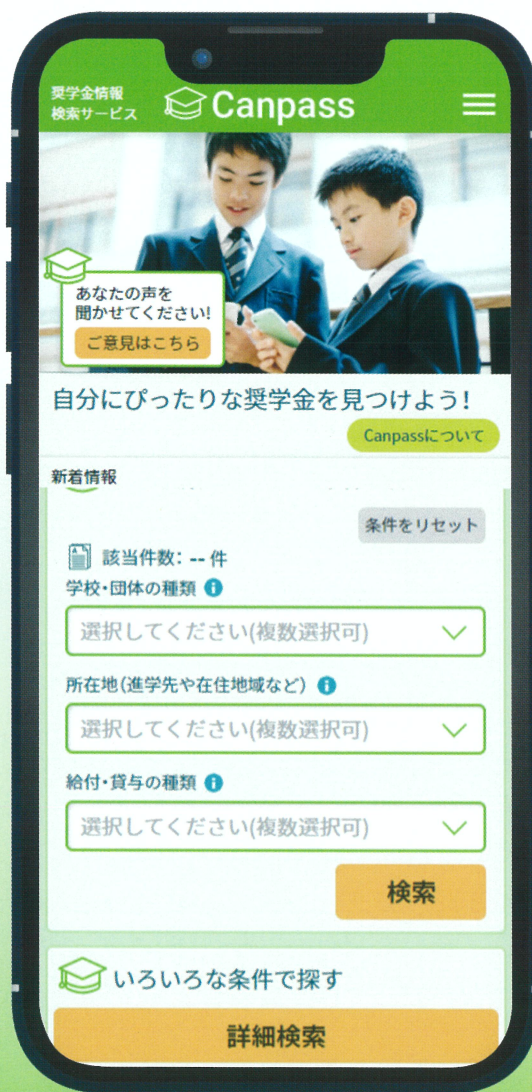 奨学金情報
検索サービス
Canpass
あなたの声を
聞かせてください!
ご意見はこちら
自分にぴったりな奨学金を見つけよう!
Canpassについて
新着情報
条件をリセット
該当件数: -- 件
学校・団体の種類
選択してください(複数選択可)
所在地(進学先や在住地域など)
選択してください(複数選択可)
給付・貸与の種類
選択してください(複数選択可)
検索
いろいろな条件で探す
詳細検索